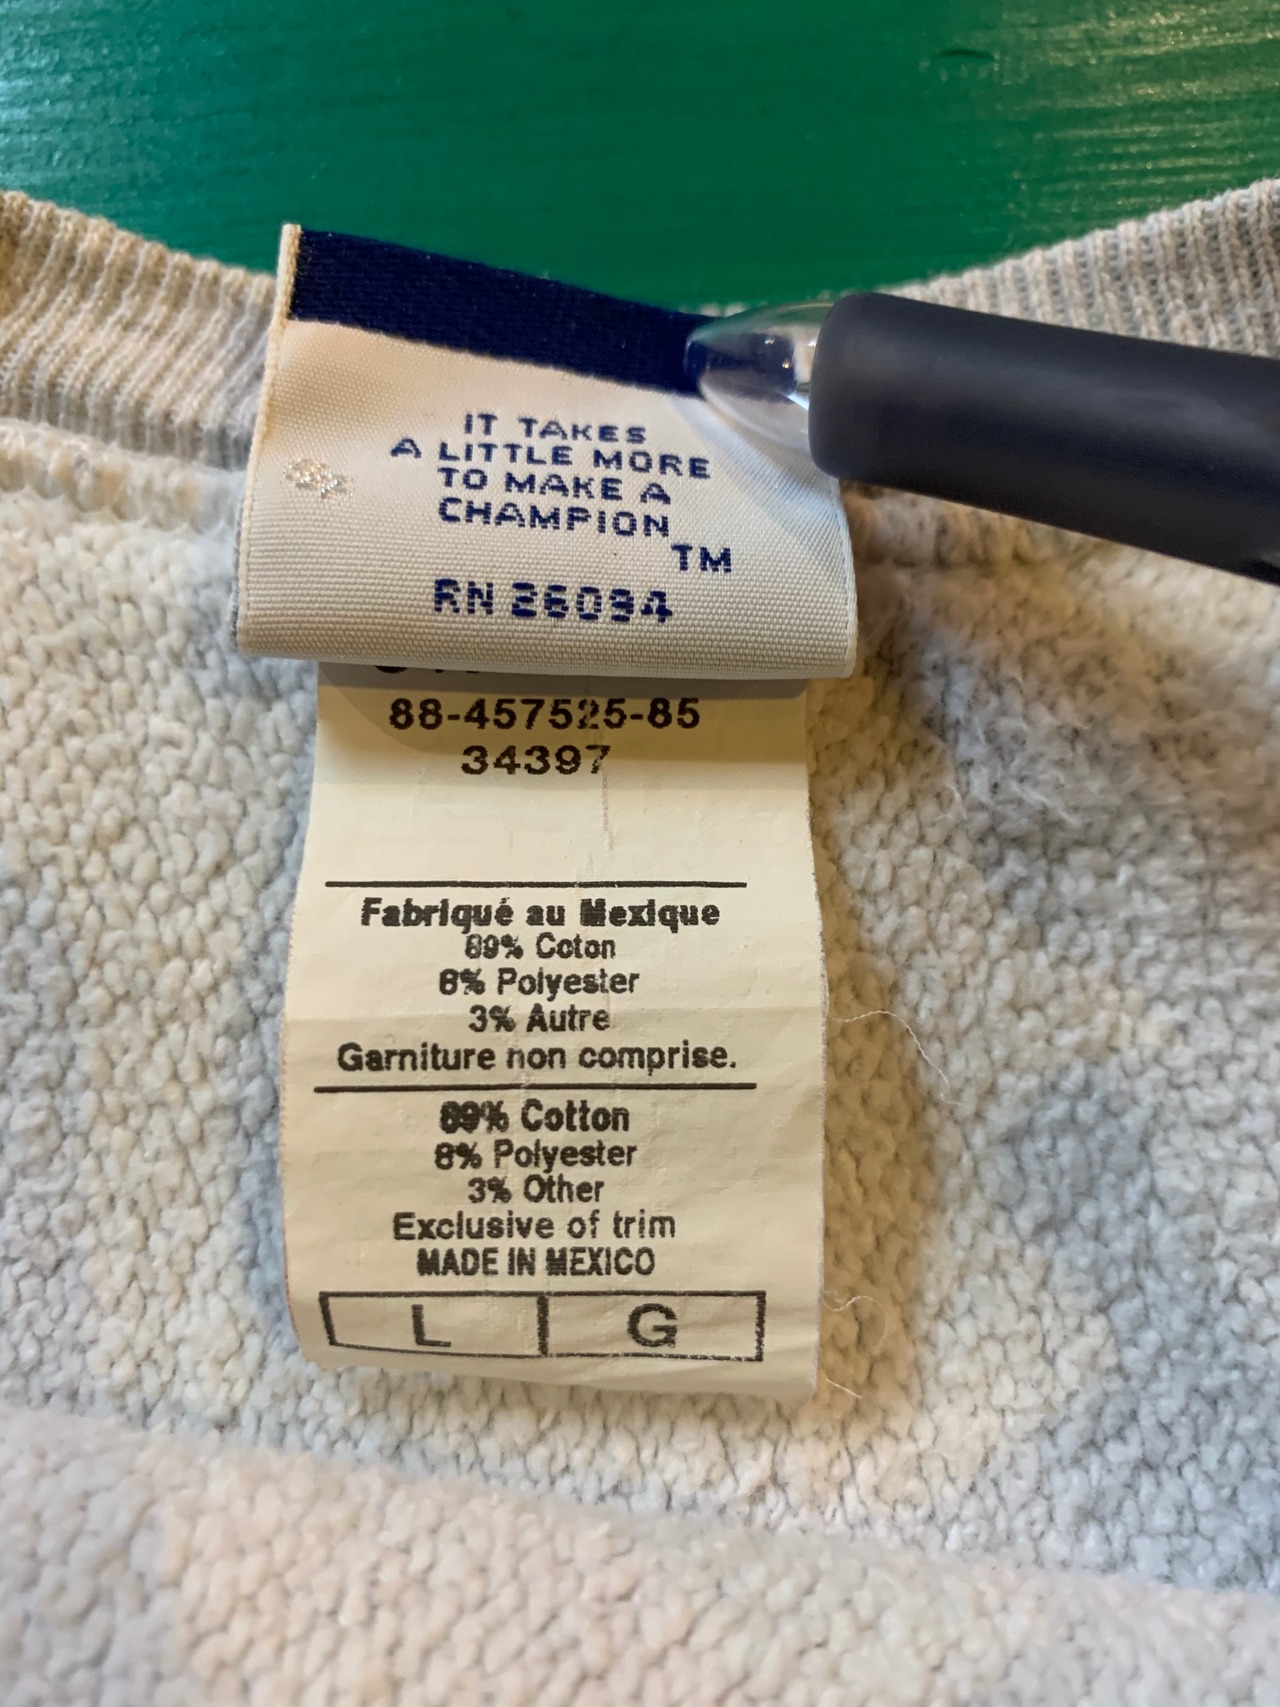 IT TAKES
A LITTLE MORE
TO MAKE A
CHAMPION
TM
RN 26094
88-457525-85
34397
Fabriqué au Mexique
89% Coton
8% Polyester
3% Autre
Garniture non comprise.
89% Cotton
8% Polyester
3% Other
Exclusive of trim
MADE IN MEXICO
L G